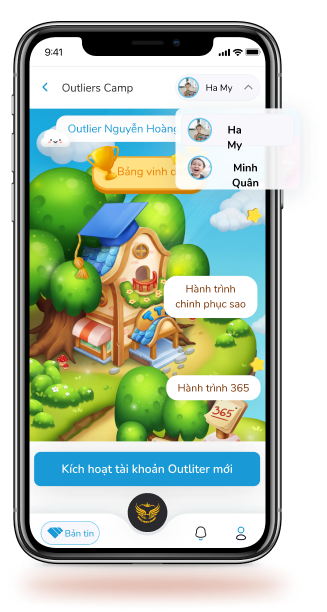 9:41
Outliers Camp
Ha My
Outlier Nguyễn Hoàng
Ha
My
Bảng vinh d
Minh
Quân
Hành trình
chinh phục sao
Hành trình 365
365
Kích hoạt tài khoản Outliter mới
Bản tin